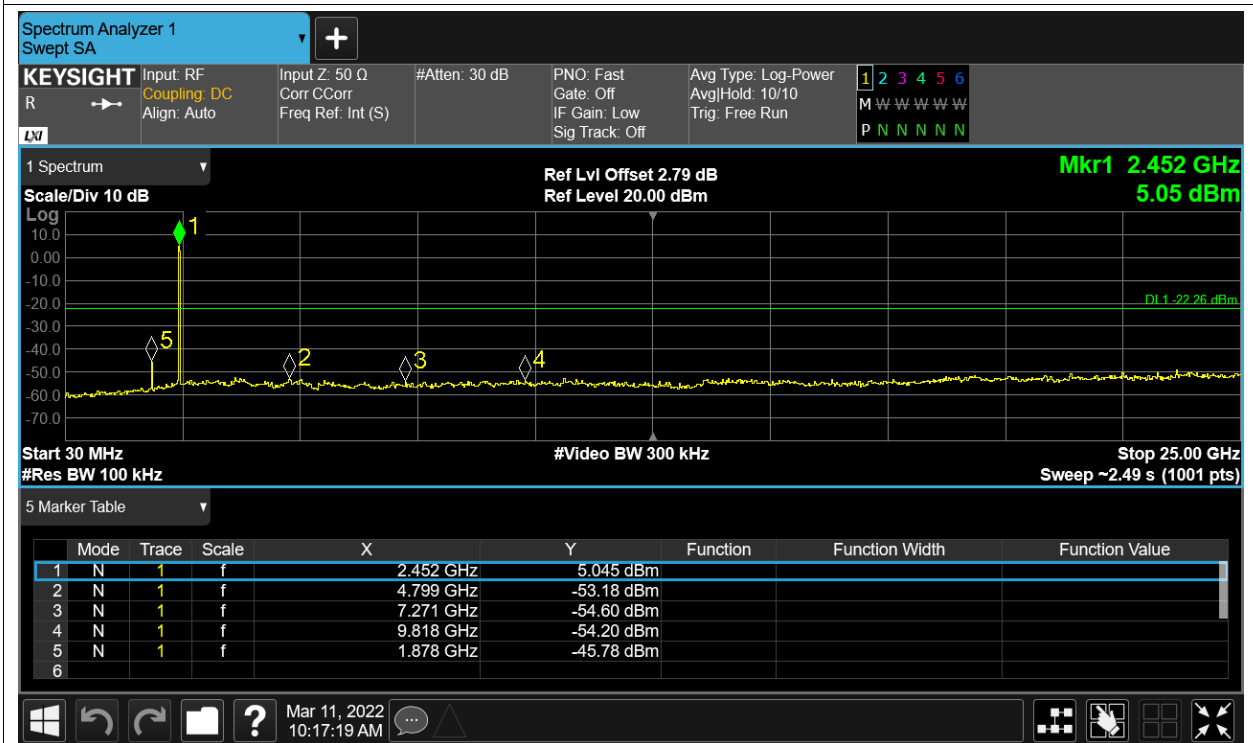 Spectrum Analyzer 1
Swept SA
+
KEYSIGHT
R
LXI
Input: RF
Coupling: DC
Align: Auto
Input Z: 50 Ω
Corr CCorr
Freq Ref: Int (S)
#Atten: 30 dB
PNO: Fast
Gate: Off
IF Gain: Low
Sig Track: Off
Avg Type: Log-Power
Avg|Hold: 10/10
Trig: Free Run
1 2 3 4 5 6
M W W W W W
P N N N N N
1 Spectrum
Scale/Div 10 dB
Ref Lvl Offset 2.79 dB
Ref Level 20.00 dBm
Mkr1 2.452 GHz
5.05 dBm
Log
10.0
0.00
-10.0
-20.0
-30.0
-40.0
-50.0
-60.0
-70.0
1
5
2
3
4
DL1 -22.26 dBm
Start 30 MHz
#Res BW 100 kHz
#Video BW 300 kHz
Stop 25.00 GHz
Sweep ~2.49 s (1001 pts)
5 Marker Table
Mode Trace Scale X Y Function Function Width Function Value
1 N 1 f 2.452 GHz 5.045 dBm
2 N 1 f 4.799 GHz -53.18 dBm
3 N 1 f 7.271 GHz -54.60 dBm
4 N 1 f 9.818 GHz -54.20 dBm
5 N 1 f 1.878 GHz -45.78 dBm
6
?
Mar 11, 2022
10:17:19 AM